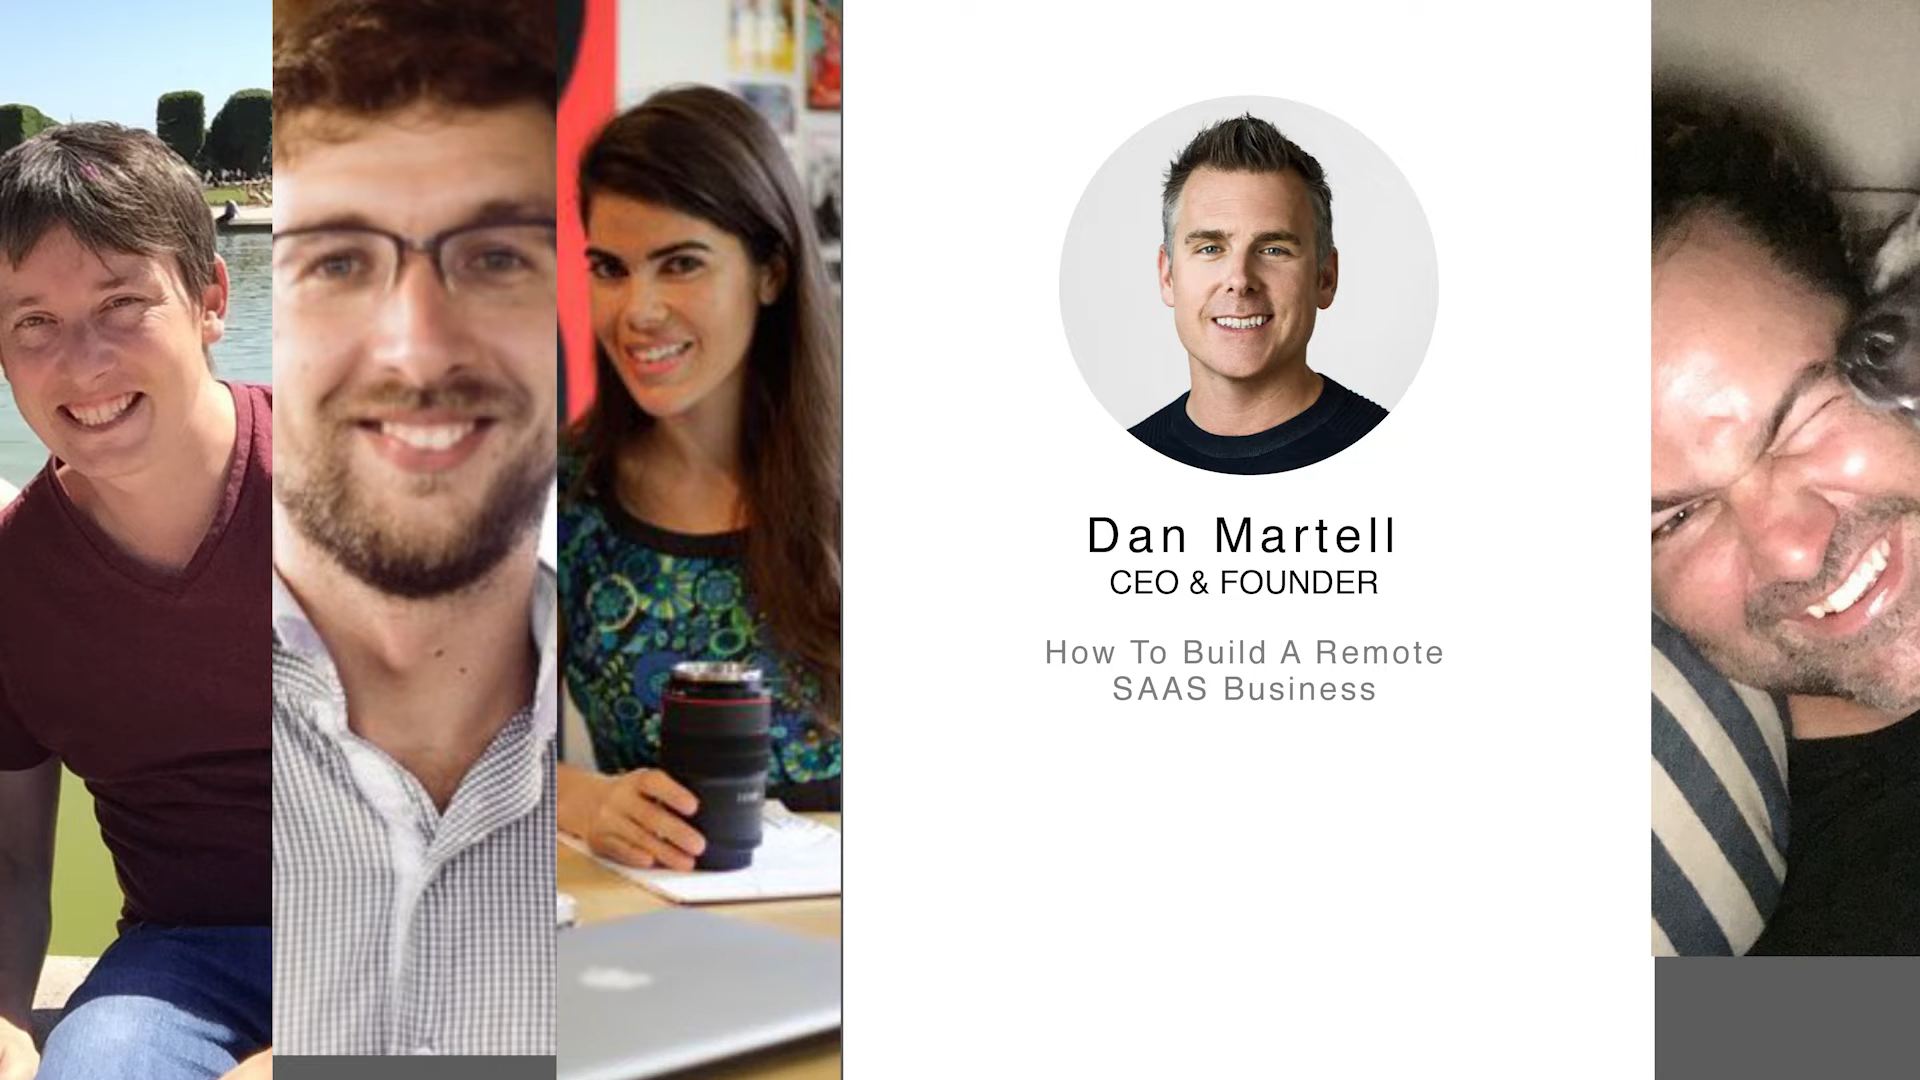 Dan Martell
CEO & FOUNDER
How To Build A Remote
SAAS Business